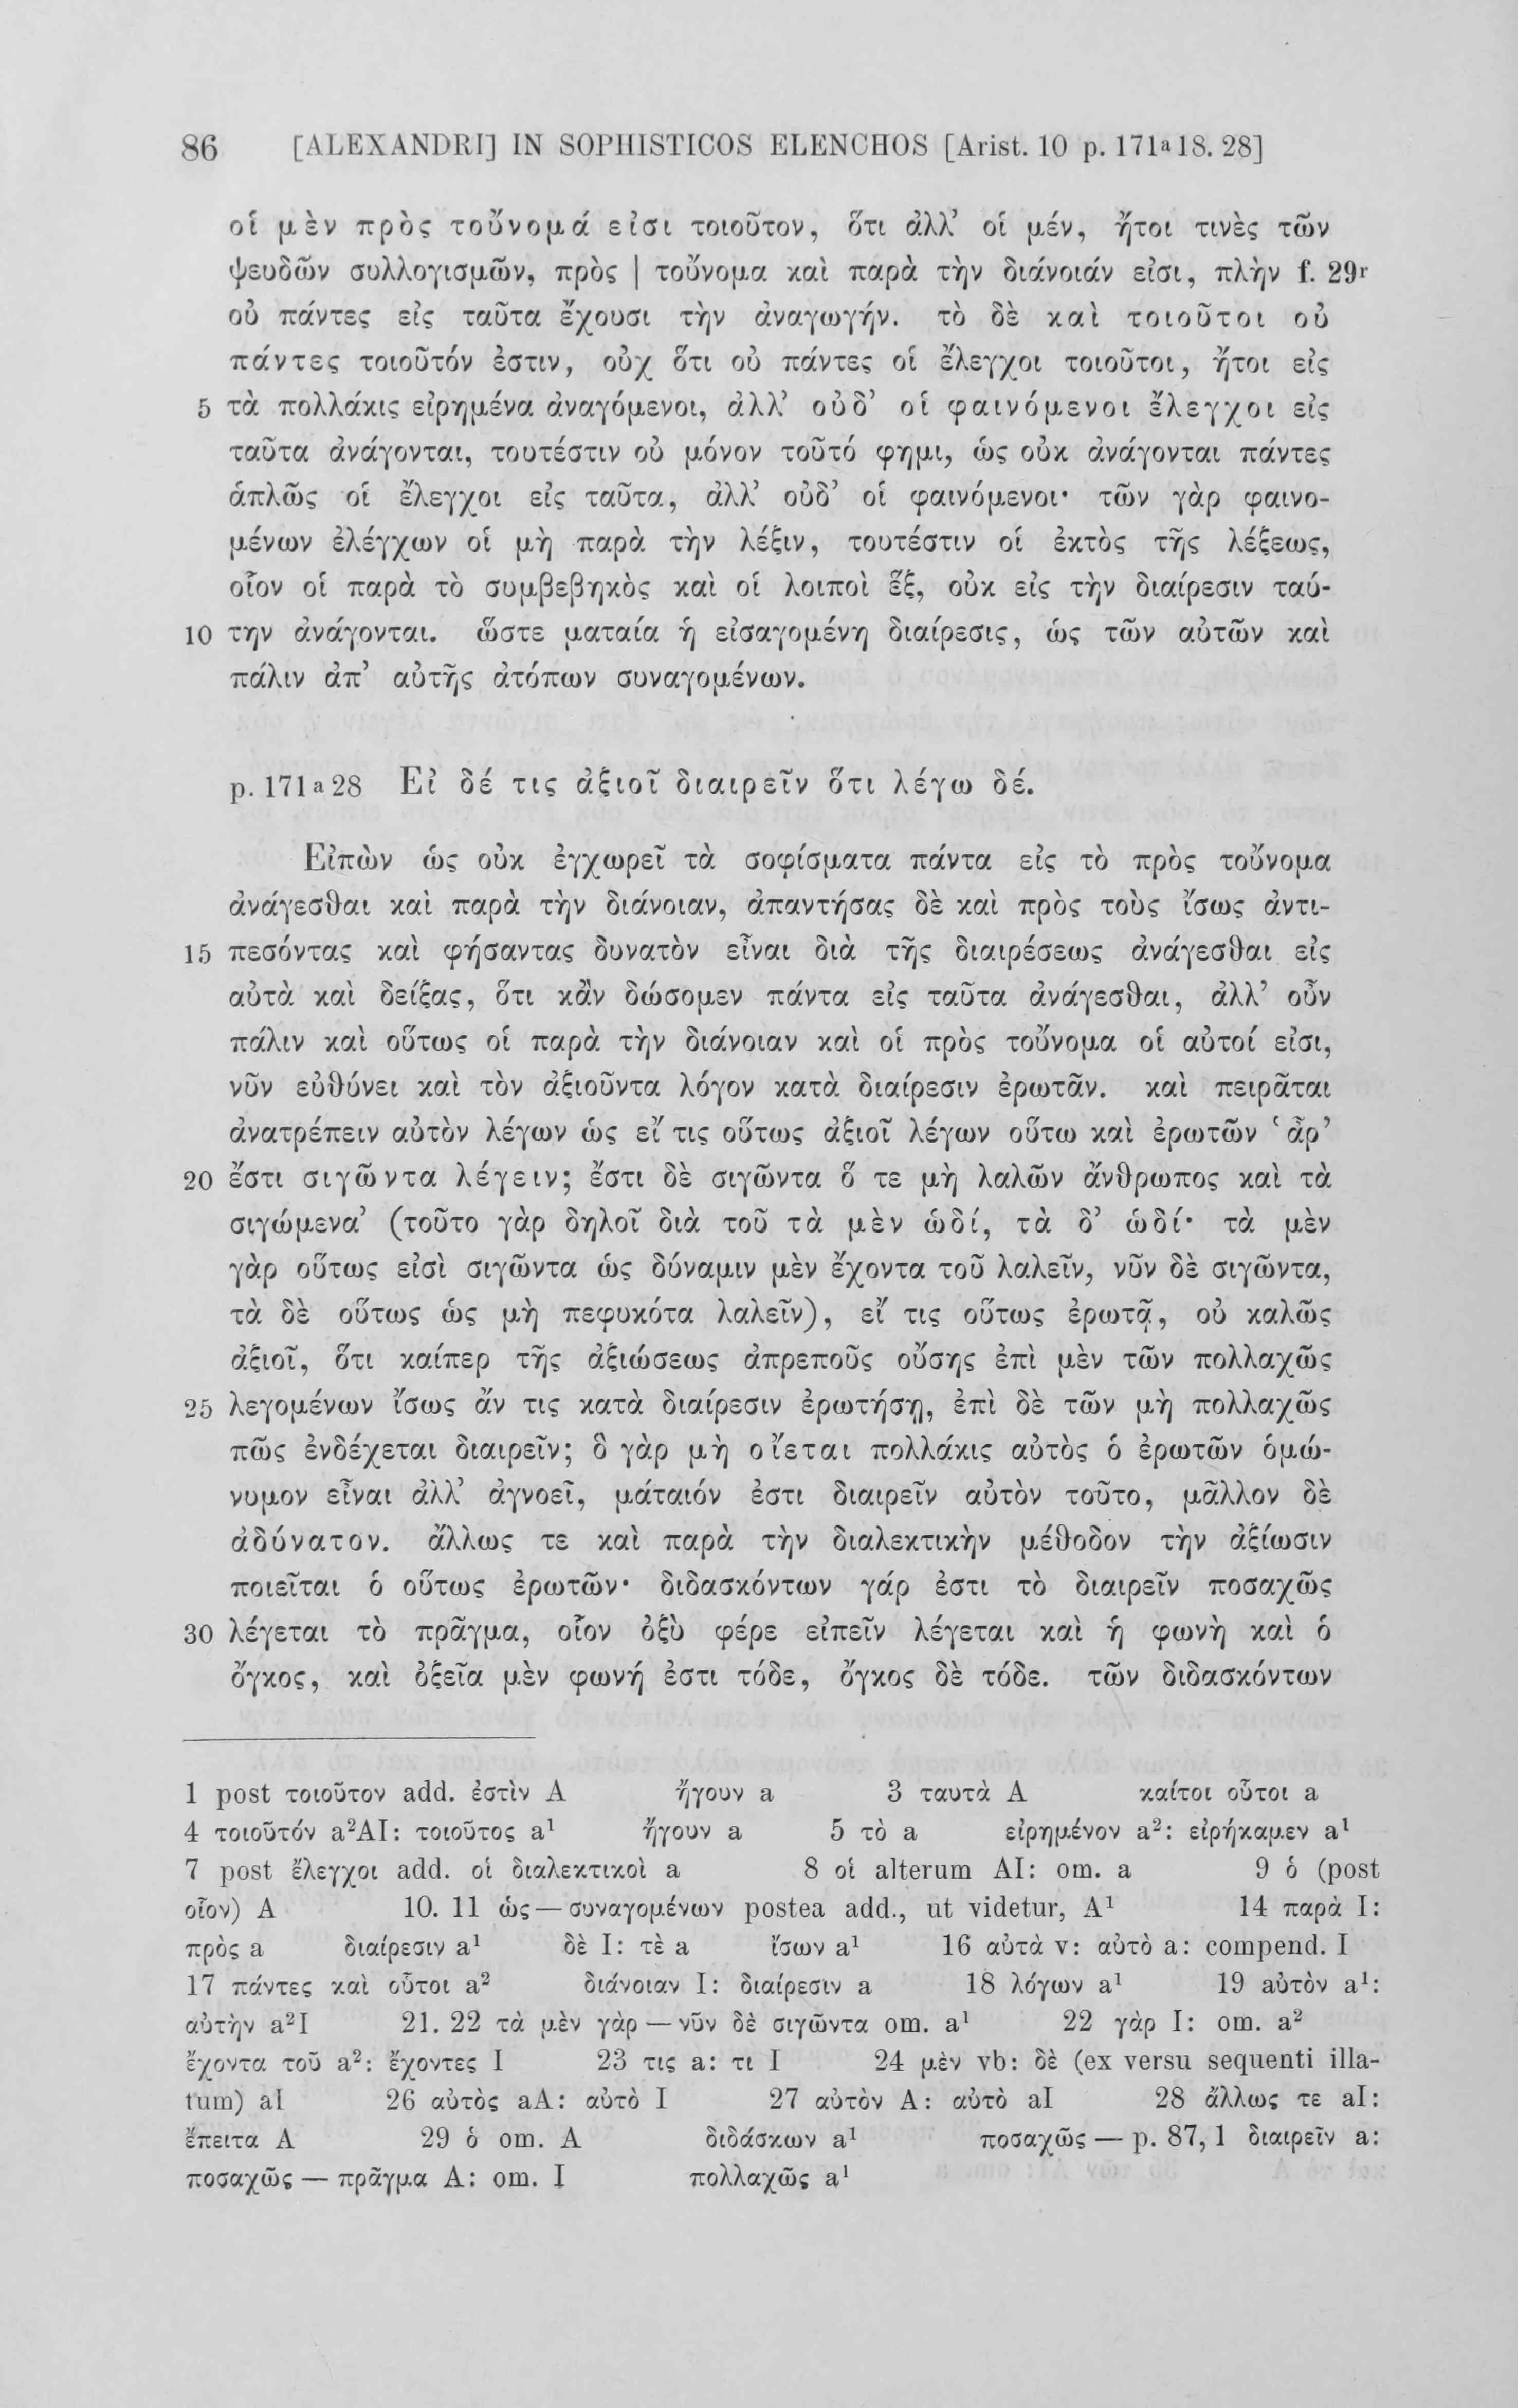 86 [ALEXANDRI] IN SOPHISTICOS ELENCHOS [Arist. 10 p. 171ᵃ18. 28]
οἱ μὲν πρὸς τοὔνομά εἰσι τοιοῦτον, ὅτι ἀλλ’ οἱ μέν, ἤτοι τινὲς τῶν
ψευδῶν συλλογισμῶν, πρὸς | τοὔνομα καὶ παρὰ τὴν διάνοιάν εἰσι, πλὴν f. 29ʳ
οὐ πάντες εἰς ταῦτα ἔχουσι τὴν ἀναγωγήν. τὸ δὲ καὶ τοιοῦτοι οὐ
πάντες τοιοῦτόν ἐστιν, οὐχ ὅτι οὐ πάντες οἱ ἔλεγχοι τοιοῦτοι, ἤτοι εἰς
5 τὰ πολλάκις εἰρημένα ἀναγόμενοι, ἀλλ’ οὐδ’ οἱ φαινόμενοι ἔλεγχοι εἰς
ταῦτα ἀνάγονται, τουτέστιν οὐ μόνον τοῦτό φημι, ὡς οὐκ ἀνάγονται πάντες
ἁπλῶς οἱ ἔλεγχοι εἰς ταῦτα, ἀλλ’ οὐδ’ οἱ φαινόμενοι· τῶν γὰρ φαινο-
μένων ἐλέγχων οἱ μὴ παρὰ τὴν λέξιν, τουτέστιν οἱ ἐκτὸς τῆς λέξεως,
οἷον οἱ παρὰ τὸ συμβεβηκὸς καὶ οἱ λοιποὶ ἕξ, οὐκ εἰς τὴν διαίρεσιν ταύ-
10 την ἀνάγονται. ὥστε ματαία ἡ εἰσαγομένη διαίρεσις, ὡς τῶν αὐτῶν καὶ
πάλιν ἀπ’ αὐτῆς ἀτόπων συναγομένων.
p. 171ᵃ28 Εἰ δέ τις ἀξιοῖ διαιρεῖν ὅτι λέγω δέ.
Εἰπὼν ὡς οὐκ ἐγχωρεῖ τὰ σοφίσματα πάντα εἰς τὸ πρὸς τοὔνομα
ἀνάγεσθαι καὶ παρὰ τὴν διάνοιαν, ἀπαντήσας δὲ καὶ πρὸς τοὺς ἴσως ἀντι-
15 πεσόντας καὶ φήσαντας δυνατὸν εἶναι διὰ τῆς διαιρέσεως ἀνάγεσθαι εἰς
αὐτὰ καὶ δείξας, ὅτι κἂν δώσομεν πάντα εἰς ταῦτα ἀνάγεσθαι, ἀλλ’ οὖν
πάλιν καὶ οὕτως οἱ παρὰ τὴν διάνοιαν καὶ οἱ πρὸς τοὔνομα οἱ αὐτοί εἰσι,
νῦν εὐθύνει καὶ τὸν ἀξιοῦντα λόγον κατὰ διαίρεσιν ἐρωτᾶν. καὶ πειρᾶται
ἀνατρέπειν αὐτὸν λέγων ὡς εἴ τις οὕτως ἀξιοῖ λέγων οὕτω καὶ ἐρωτῶν ‘ἆρ’
20 ἔστι σιγῶντα λέγειν; ἔστι δὲ σιγῶντα ὅ τε μὴ λαλῶν ἄνθρωπος καὶ τὰ
σιγώμενα’ (τοῦτο γὰρ δηλοῖ διὰ τοῦ τὰ μὲν ὡδί, τὰ δ’ ὡδί· τὰ μὲν
γὰρ οὕτως εἰσὶ σιγῶντα ὡς δύναμιν μὲν ἔχοντα τοῦ λαλεῖν, νῦν δὲ σιγῶντα,
τὰ δὲ οὕτως ὡς μὴ πεφυκότα λαλεῖν), εἴ τις οὕτως ἐρωτᾷ, οὐ καλῶς
ἀξιοῖ, ὅτι καίπερ τῆς ἀξιώσεως ἀπρεποῦς οὔσης ἐπὶ μὲν τῶν πολλαχῶς
25 λεγομένων ἴσως ἄν τις κατὰ διαίρεσιν ἐρωτήσῃ, ἐπὶ δὲ τῶν μὴ πολλαχῶς
πῶς ἐνδέχεται διαιρεῖν; ὃ γὰρ μὴ οἴεται πολλάκις αὐτὸς ὁ ἐρωτῶν ὁμώ-
νυμον εἶναι ἀλλ’ ἀγνοεῖ, μάταιόν ἐστι διαιρεῖν αὐτὸν τοῦτο, μᾶλλον δὲ
ἀδύνατον. ἄλλως τε καὶ παρὰ τὴν διαλεκτικὴν μέθοδον τὴν ἀξίωσιν
ποιεῖται ὁ οὕτως ἐρωτῶν· διδασκόντων γάρ ἐστι τὸ διαιρεῖν ποσαχῶς
30 λέγεται τὸ πρᾶγμα, οἷον ὀξὺ φέρε εἰπεῖν λέγεται καὶ ἡ φωνὴ καὶ ὁ
ὄγκος, καὶ ὀξεῖα μὲν φωνή ἐστι τόδε, ὄγκος δὲ τόδε. τῶν διδασκόντων
1 post τοιοῦτον add. ἐστὶν A ἤγουν a 3 ταυτὰ A καίτοι οὗτοι a
4 τοιοῦτόν a²AI: τοιοῦτος a¹ ἤγουν a 5 τὸ a εἰρημένον a²: εἰρήκαμεν a¹
7 post ἔλεγχοι add. οἱ διαλεκτικοὶ a 8 οἱ alterum AI: om. a 9 ὁ (post
οἷον) A 10. 11 ὡς — συναγομένων postea add., ut videtur, A¹ 14 παρὰ I:
πρὸς a διαίρεσιν a¹ δὲ I: τὲ a ἴσων a¹ 16 αὐτὰ v: αὐτὸ a: compend. I
17 πάντες καὶ οὗτοι a² διάνοιαν I: διαίρεσιν a 18 λόγων a¹ 19 αὐτὸν a¹:
αὐτὴν a²I 21. 22 τὰ μὲν γὰρ — νῦν δὲ σιγῶντα om. a¹ 22 γὰρ I: om. a²
ἔχοντα τοῦ a²: ἔχοντες I 23 τις a: τι I 24 μὲν vb: δὲ (ex versu sequenti illa-
tum) aI 26 αὐτὸς aA: αὐτὸ I 27 αὐτὸν A: αὐτὸ aI 28 ἄλλως τε aI:
ἔπειτα A 29 ὁ om. A διδάσκων a¹ ποσαχῶς — p. 87,1 διαιρεῖν a:
ποσαχῶς — πρᾶγμα A: om. I πολλαχῶς a¹